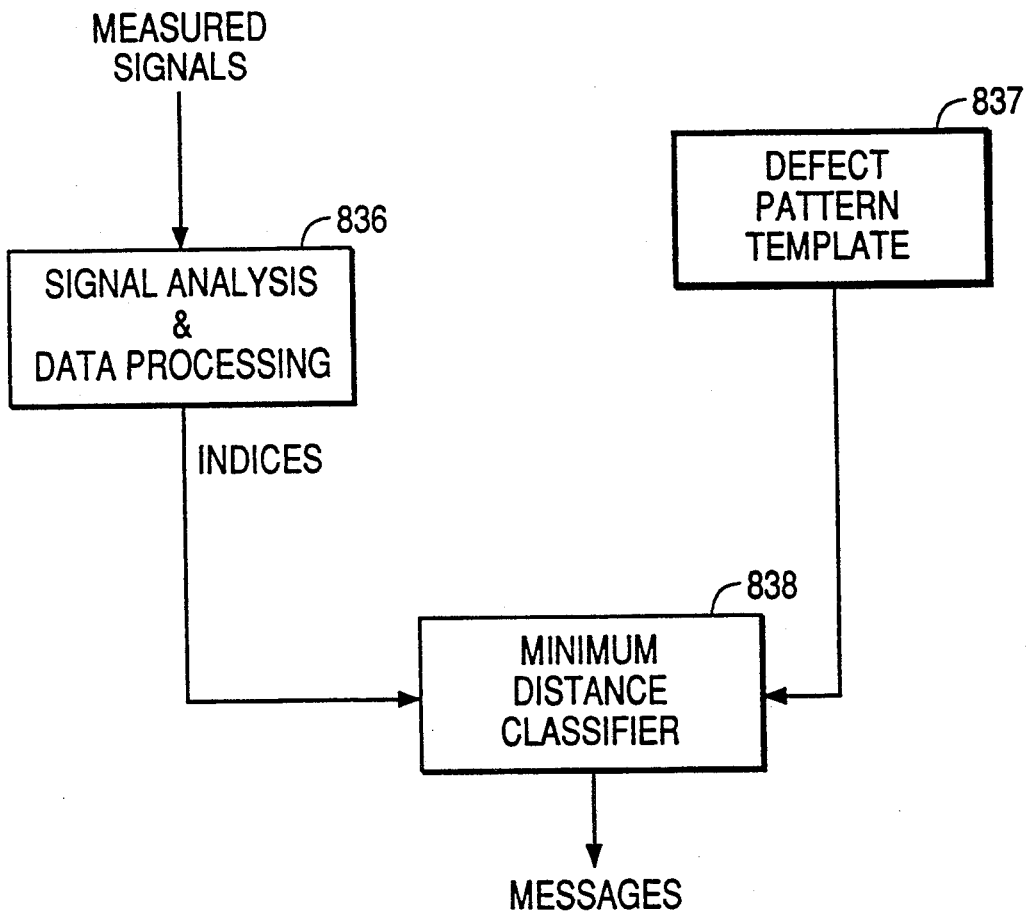 MEASURED
SIGNALS
836
SIGNAL ANALYSIS
&
DATA PROCESSING
INDICES
837
DEFECT
PATTERN
TEMPLATE
838
MINIMUM
DISTANCE
CLASSIFIER
MESSAGES